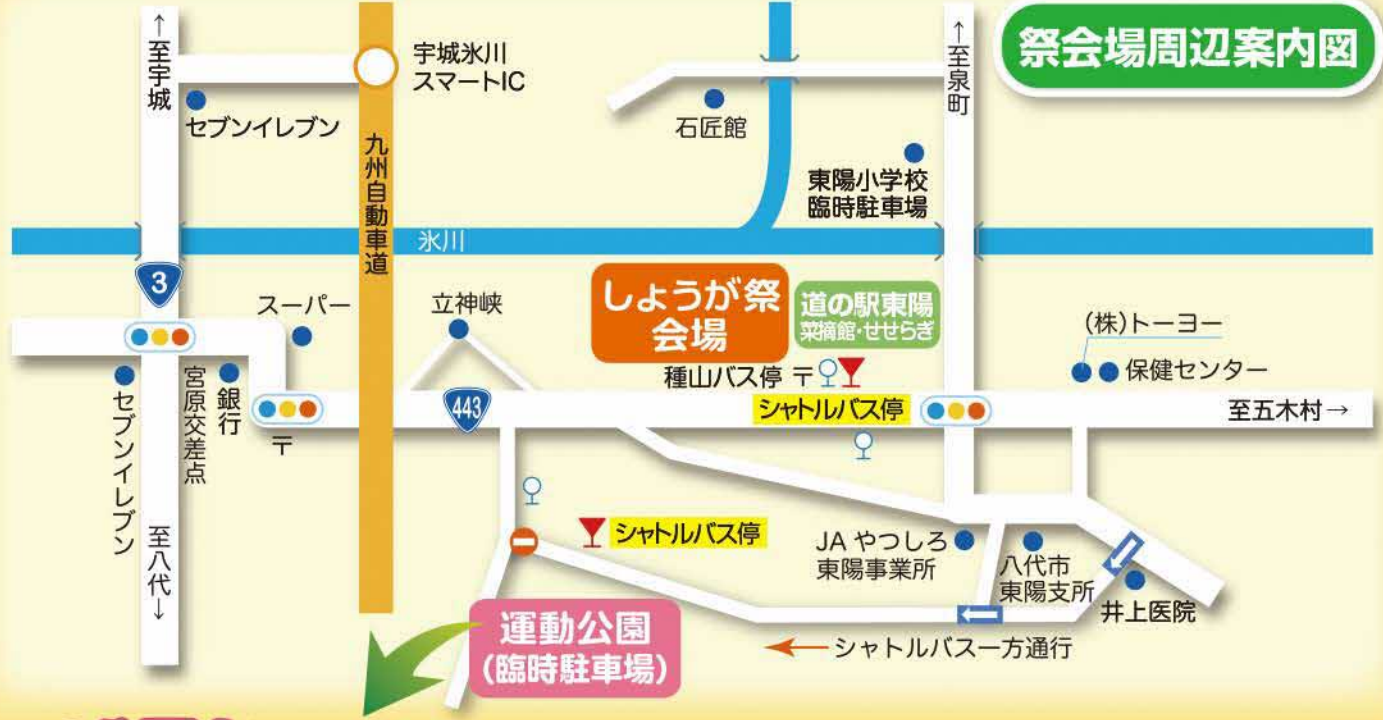 祭会場周辺案内図
↑至宇城
宇城氷川
スマートIC
セブンイレブン
九州自動車道
石匠館
↑至泉町
東陽小学校
臨時駐車場
氷川
3
スーパー
立神峡
しょうが祭
会場
道の駅東陽
菜摘館・せせらぎ
(株)トーヨー
保健センター
種山バス停 〒
シャトルバス停
443
至五木村→
セブンイレブン
宮原交差点
銀行
〒
至八代↓
シャトルバス停
JA やつしろ
東陽事業所
八代市
東陽支所
井上医院
運動公園
(臨時駐車場)
←シャトルバス一方通行